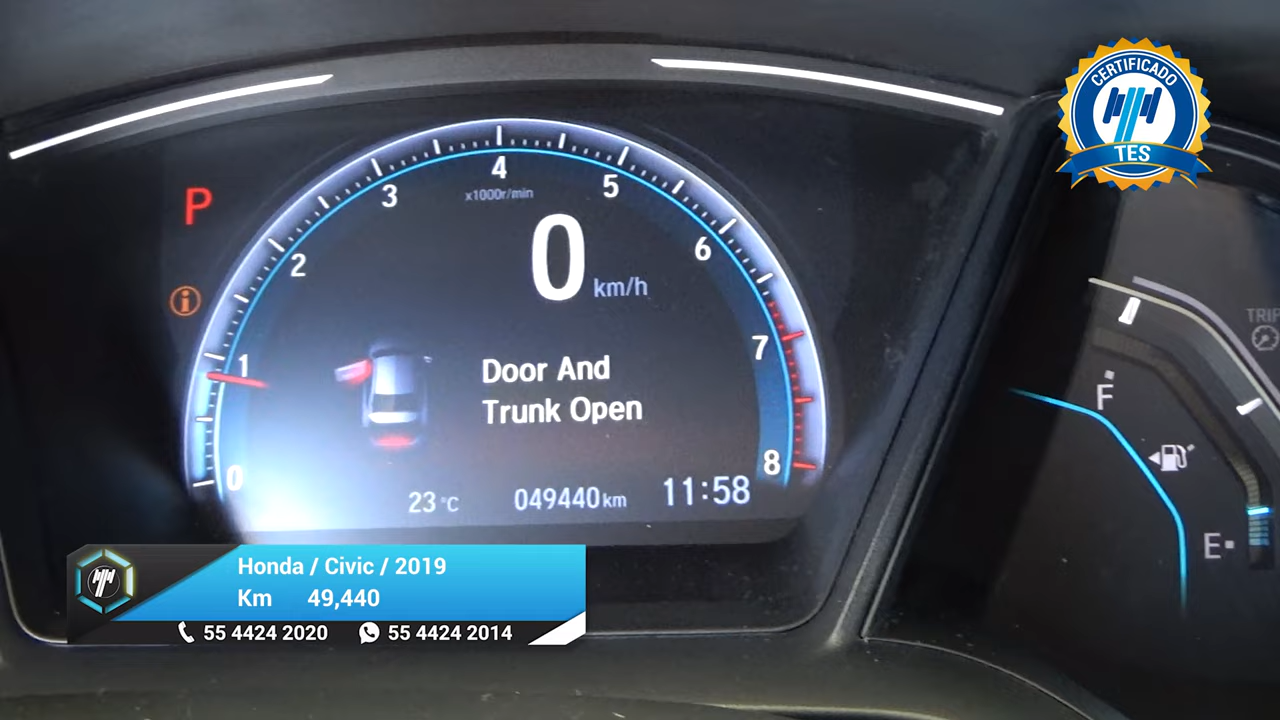 CERTIFICADO
TES
P
0
1
2
3
4
5
6
7
8
x1000r/min
0 km/h
Door And
Trunk Open
23 °C
049440 km
11:58
TRIP
F
E
Honda / Civic / 2019
Km 49,440
55 4424 2020
55 4424 2014